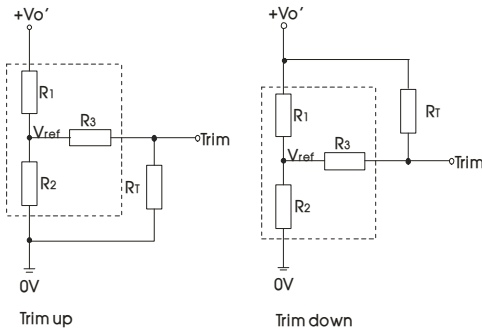 +Vo'
R1
Vref
R3
Trim
R2
RT
0V
Trim up
+Vo'
R1
RT
Vref
R3
Trim
R2
0V
Trim down